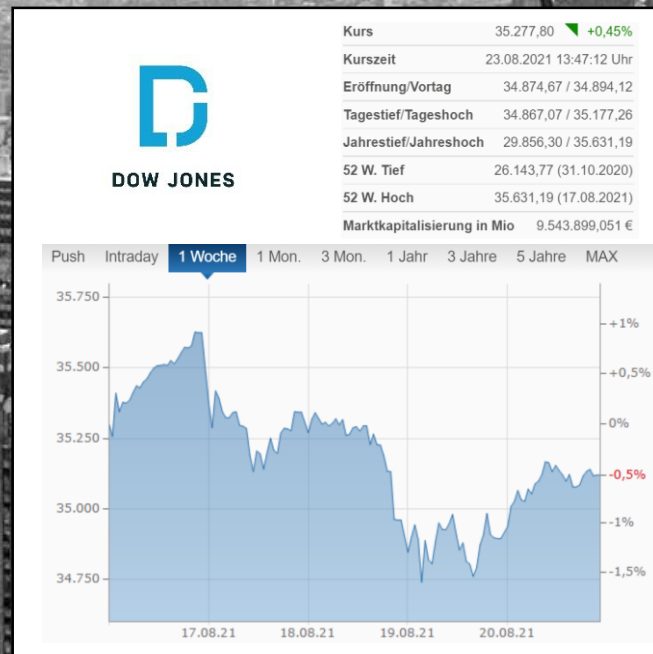 Kurs 35.277,80 +0,45%
Kurszeit 23.08.2021 13:47:12 Uhr
Eröffnung/Vortag 34.874,67 / 34.894,12
Tagestief/Tageshoch 34.867,07 / 35.177,26
Jahrestief/Jahreshoch 29.856,30 / 35.631,19
52 W. Tief 26.143,77 (31.10.2020)
52 W. Hoch 35.631,19 (17.08.2021)
Marktkapitalisierung in Mio 9.543.899,051 €
DOW JONES
Push Intraday 1 Woche 1 Mon. 3 Mon. 1 Jahr 3 Jahre 5 Jahre MAX
35.750
+1%
35.500
+0,5%
0%
35.250
-0,5%
35.000
-1%
-1,5%
34.750
17.08.21 18.08.21 19.08.21 20.08.21